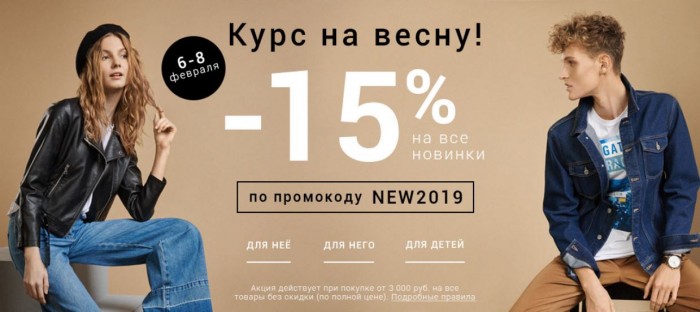 Курс на весну!
6-8
февраля
-15%
на все
новинки
по промокоду NEW2019
ДЛЯ НЕЁ
ДЛЯ НЕГО
ДЛЯ ДЕТЕЙ
Акция действует при покупке от 3 000 руб. на все
товары без скидки (по полной цене). Подробные правила
GAT